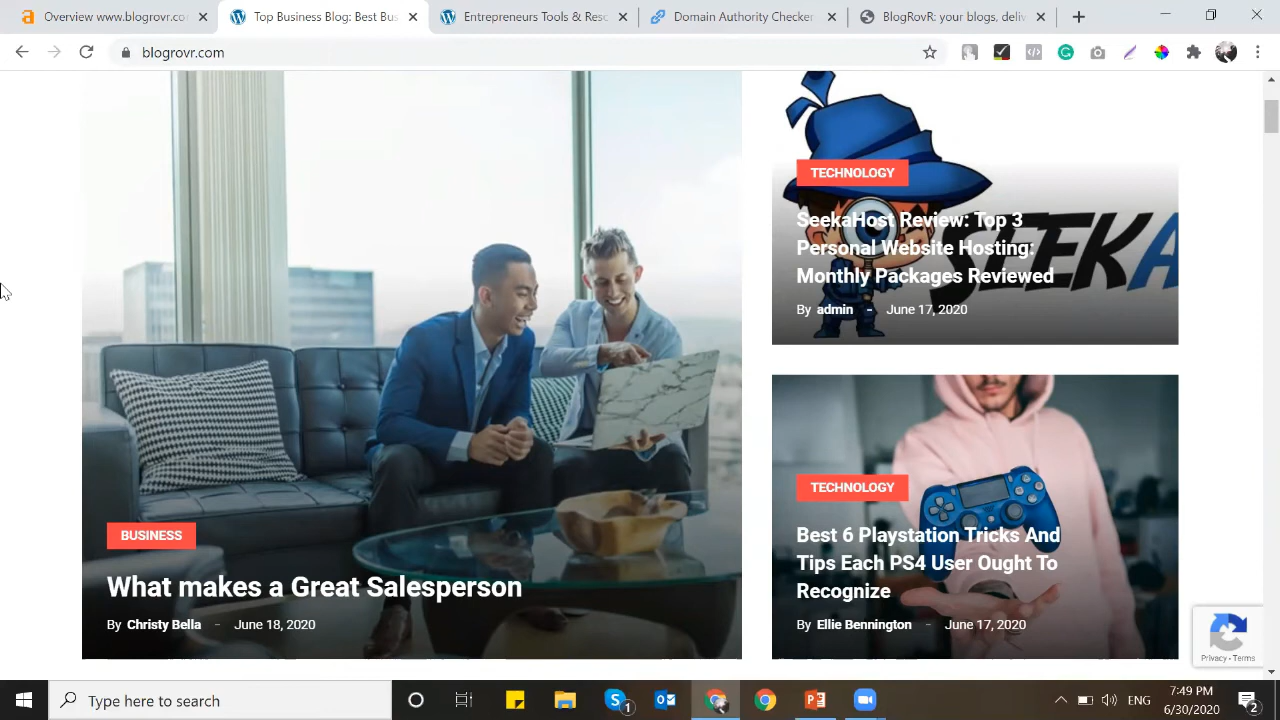 Overview www.blogrovr.co
Top Business Blog: Best Bus
Entrepreneurs Tools & Reso
Domain Authority Checker
BlogRovR: your blogs, deliv
blogrovr.com
TECHNOLOGY
SeekaHost Review: Top 3
Personal Website Hosting:
Monthly Packages Reviewed
By admin - June 17, 2020
SEEKA
BUSINESS
What makes a Great Salesperson
By Christy Bella - June 18, 2020
TECHNOLOGY
Best 6 Playstation Tricks And
Tips Each PS4 User Ought To
Recognize
By Ellie Bennington - June 17, 2020
Privacy - Terms
Type here to search
1
ENG
7:49 PM
6/30/2020
2